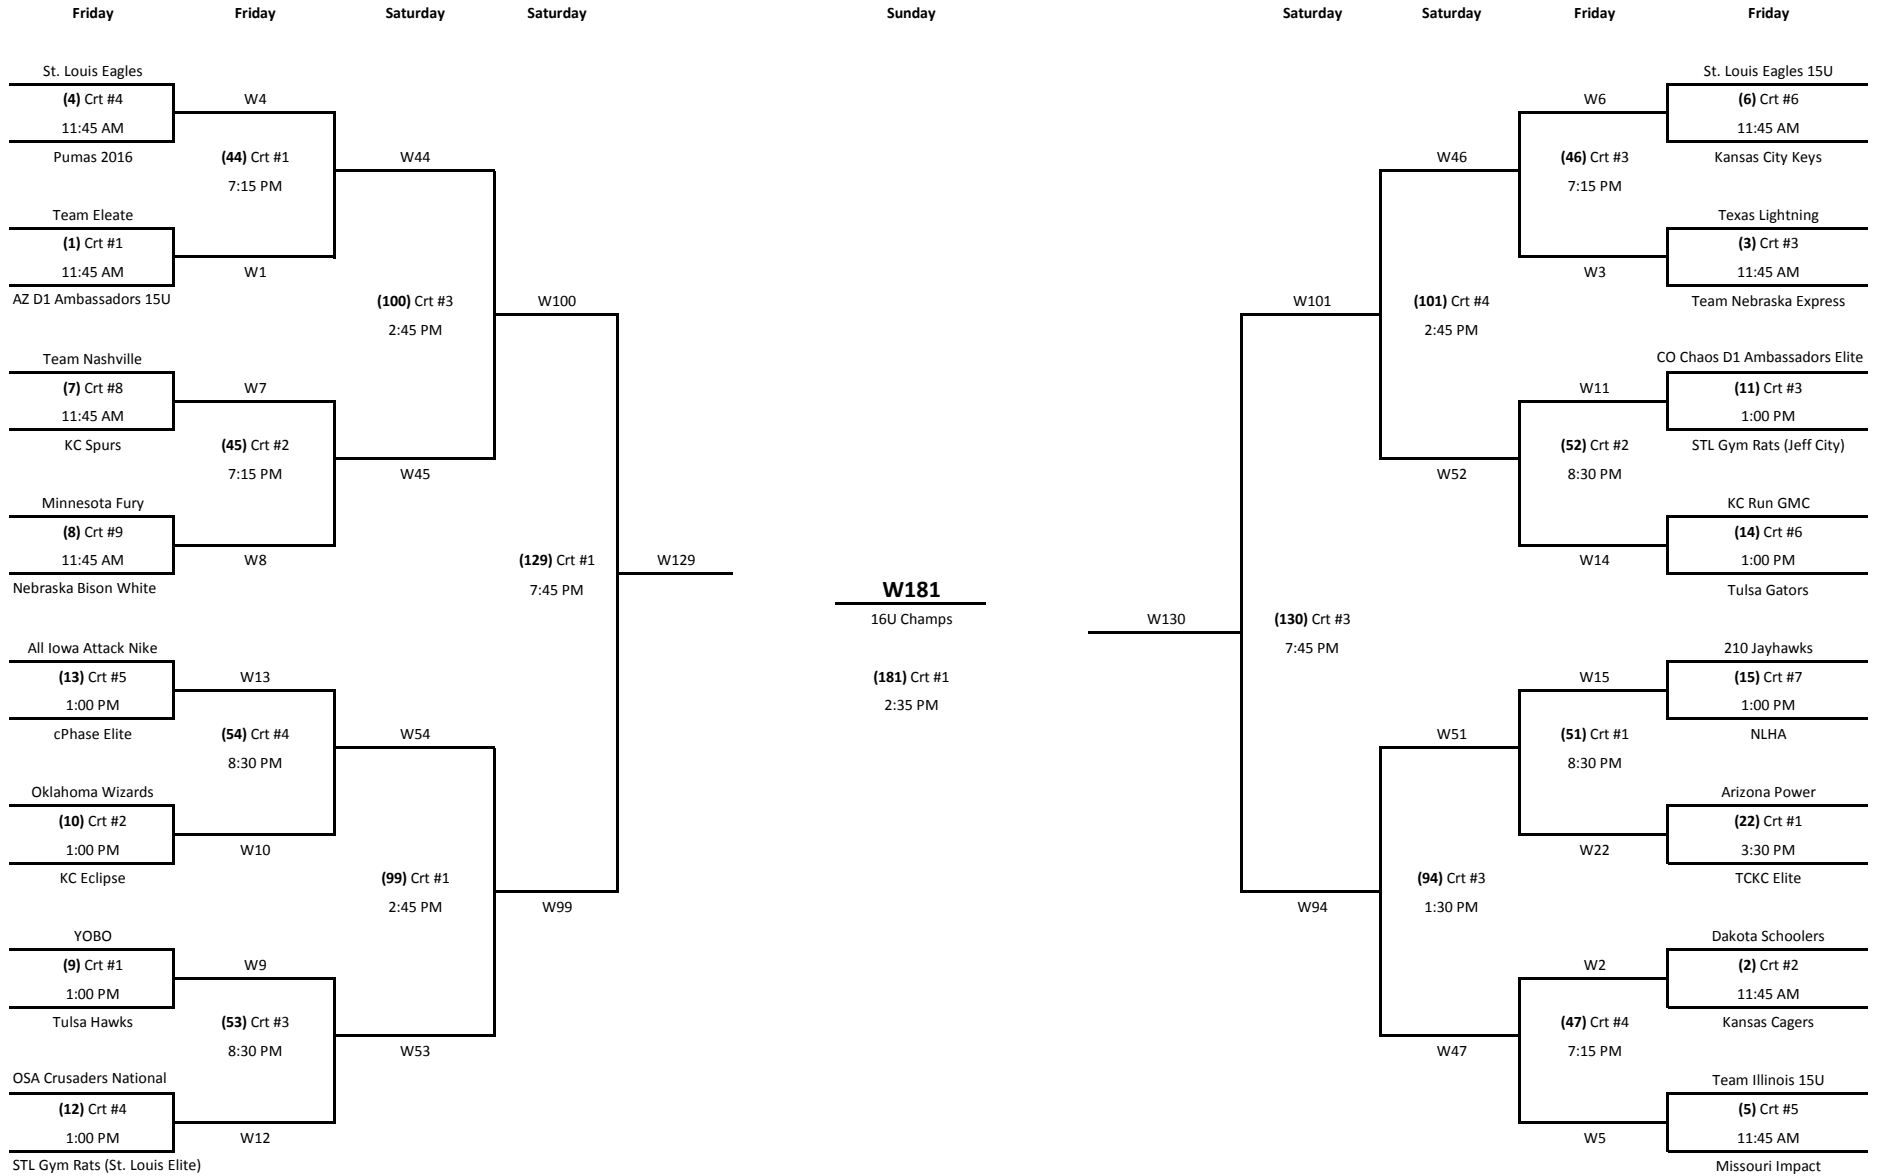 Friday Friday Saturday Saturday Sunday Saturday Saturday Friday Friday
St. Louis Eagles
(4) Crt #4
11:45 AM
Pumas 2016
W4
(44) Crt #1
7:15 PM
Team Eleate
(1) Crt #1
11:45 AM
AZ D1 Ambassadors 15U
W1
W44
(100) Crt #3
2:45 PM
Team Nashville
(7) Crt #8
11:45 AM
KC Spurs
W7
(45) Crt #2
7:15 PM
Minnesota Fury
(8) Crt #9
11:45 AM
Nebraska Bison White
W8
W45
W100
(129) Crt #1
7:45 PM
W129
All Iowa Attack Nike
(13) Crt #5
1:00 PM
cPhase Elite
W13
(54) Crt #4
8:30 PM
Oklahoma Wizards
(10) Crt #2
1:00 PM
KC Eclipse
W10
W54
(99) Crt #1
2:45 PM
W99
YOBO
(9) Crt #1
1:00 PM
Tulsa Hawks
W9
(53) Crt #3
8:30 PM
W53
OSA Crusaders National
(12) Crt #4
1:00 PM
STL Gym Rats (St. Louis Elite)
W12
W181
16U Champs
(181) Crt #1
2:35 PM
St. Louis Eagles 15U
(6) Crt #6
11:45 AM
Kansas City Keys
W6
(46) Crt #3
7:15 PM
Texas Lightning
(3) Crt #3
11:45 AM
Team Nebraska Express
W3
W46
(101) Crt #4
2:45 PM
W101
CO Chaos D1 Ambassadors Elite
(11) Crt #3
1:00 PM
STL Gym Rats (Jeff City)
W11
(52) Crt #2
8:30 PM
W52
KC Run GMC
(14) Crt #6
1:00 PM
Tulsa Gators
W14
W130
(130) Crt #3
7:45 PM
210 Jayhawks
(15) Crt #7
1:00 PM
NLHA
W15
(51) Crt #1
8:30 PM
W51
Arizona Power
(22) Crt #1
3:30 PM
TCKC Elite
W22
(94) Crt #3
1:30 PM
W94
Dakota Schoolers
(2) Crt #2
11:45 AM
Kansas Cagers
W2
(47) Crt #4
7:15 PM
W47
Team Illinois 15U
(5) Crt #5
11:45 AM
Missouri Impact
W5